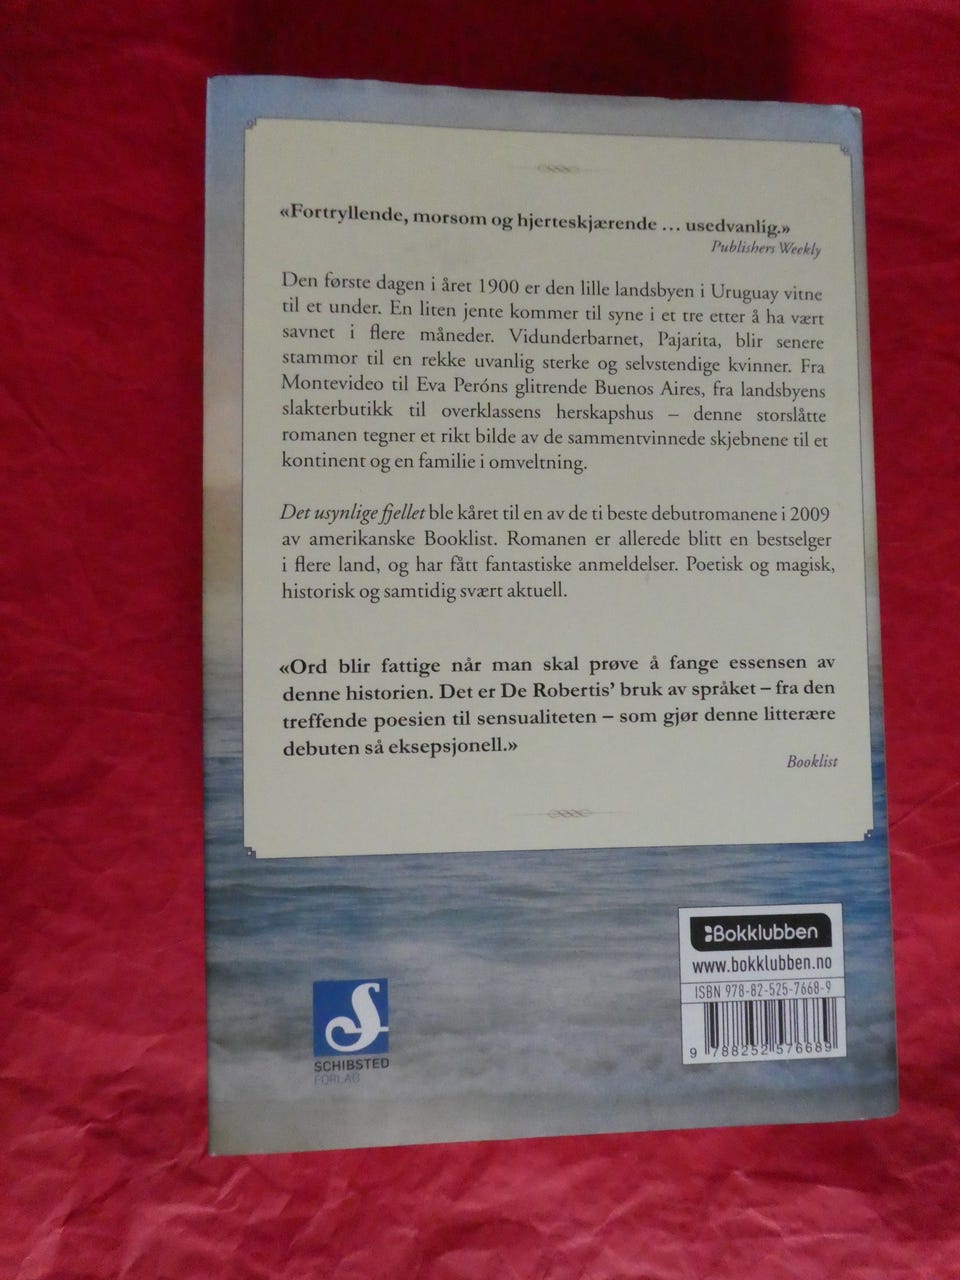 «Fortryllende, morsom og hjerteskjærende … usedvanlig.»
Publishers Weekly
Den første dagen i året 1900 er den lille landsbyen i Uruguay vitne
til et under. En liten jente kommer til syne i et tre etter å ha vært
savnet i flere måneder. Vidunderbarnet, Pajarita, blir senere
stammor til en rekke uvanlig sterke og selvstendige kvinner. Fra
Montevideo til Eva Peróns glitrende Buenos Aires, fra landsbyens
slakterbutikk til overklassens herskapshus – denne storslåtte
romanen tegner et rikt bilde av de sammentvinnede skjebnene til et
kontinent og en familie i omveltning.
Det usynlige fjellet ble kåret til en av de ti beste debutromanene i 2009
av amerikanske Booklist. Romanen er allerede blitt en bestselger
i flere land, og har fått fantastiske anmeldelser. Poetisk og magisk,
historisk og samtidig svært aktuell.
«Ord blir fattige når man skal prøve å fange essensen av
denne historien. Det er De Robertis’ bruk av språket – fra den
treffende poesien til sensualiteten – som gjør denne litterære
debuten så eksepsjonell.»
Booklist
Bokklubben
www.bokklubben.no
ISBN 978-82-525-7668-9
9 788252 576689
S
SCHIBSTED
FORLAG